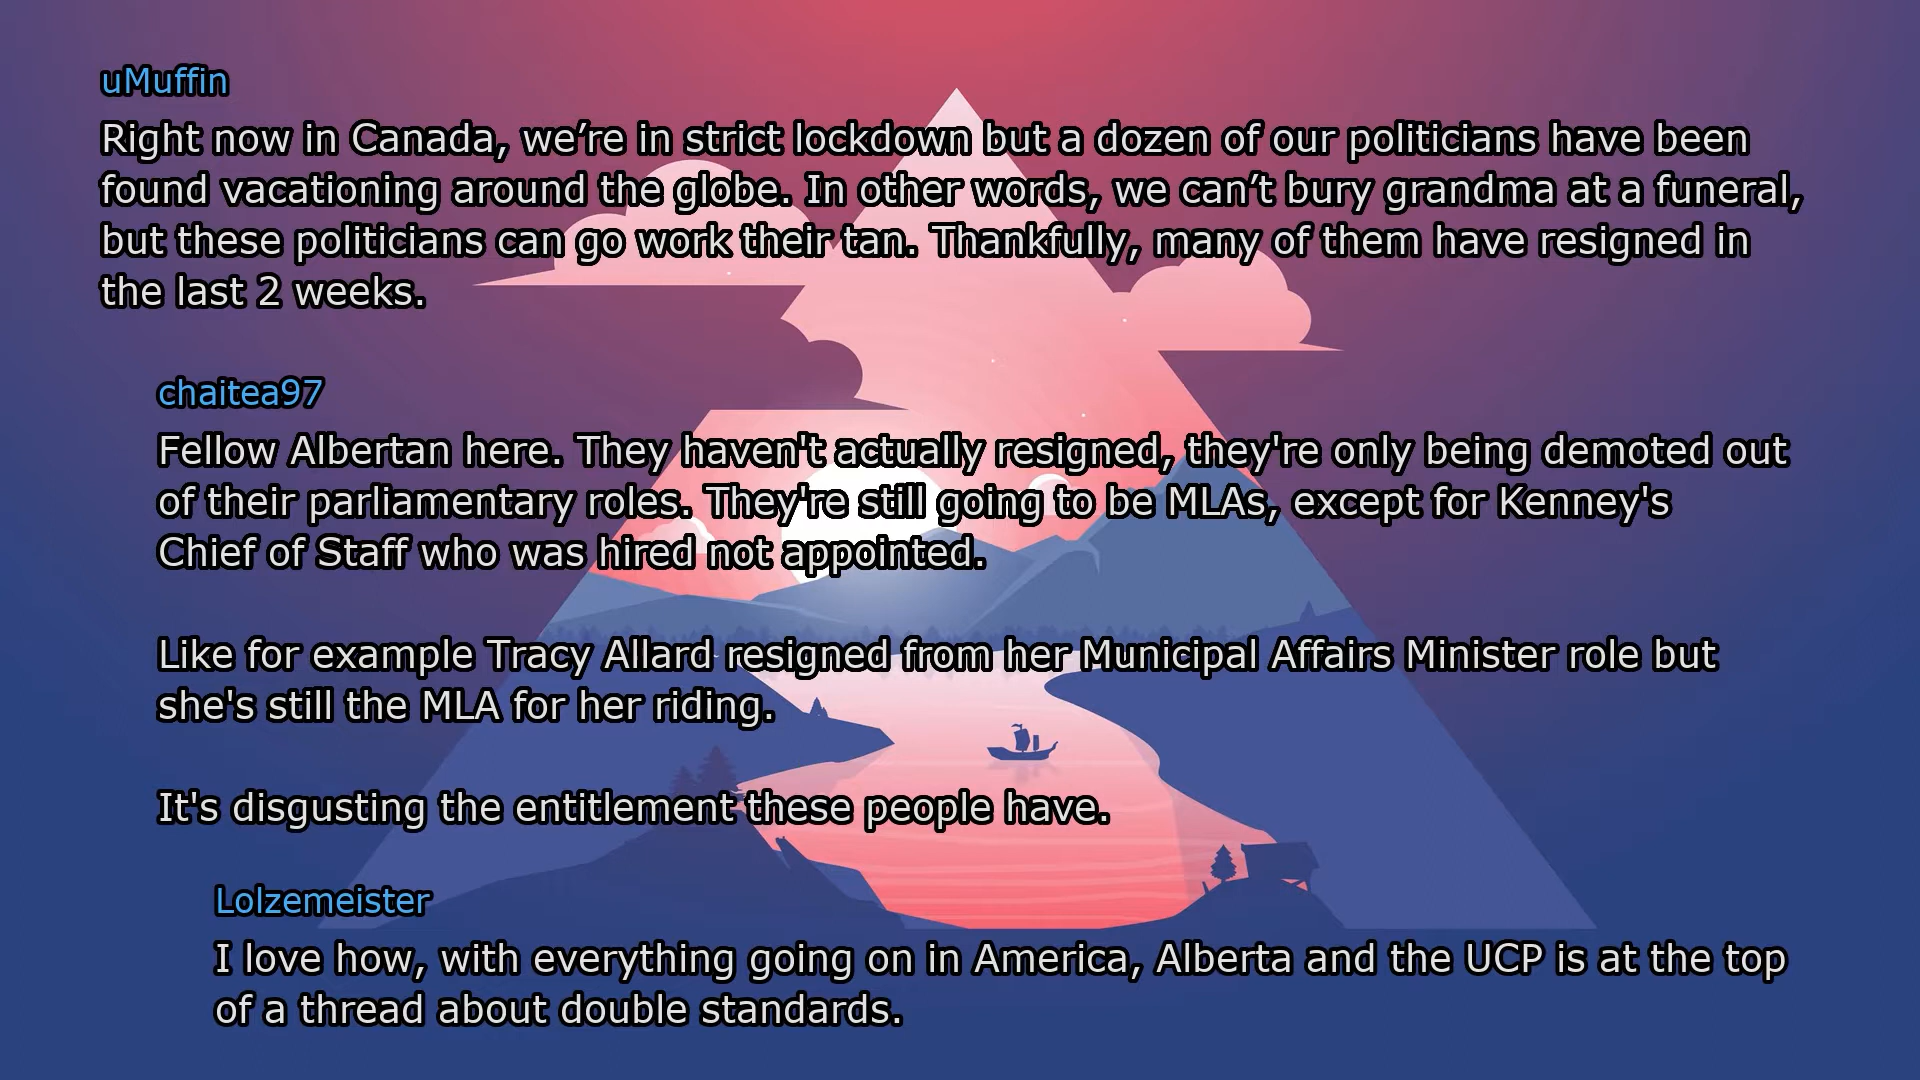 uMuffin
Right now in Canada, we’re in strict lockdown but a dozen of our politicians have been
found vacationing around the globe. In other words, we can’t bury grandma at a funeral,
but these politicians can go work their tan. Thankfully, many of them have resigned in
the last 2 weeks.
chaitea97
Fellow Albertan here. They haven't actually resigned, they're only being demoted out
of their parliamentary roles. They're still going to be MLAs, except for Kenney's
Chief of Staff who was hired not appointed.
Like for example Tracy Allard resigned from her Municipal Affairs Minister role but
she's still the MLA for her riding.
It's disgusting the entitlement these people have.
Lolzemeister
I love how, with everything going on in America, Alberta and the UCP is at the top
of a thread about double standards.